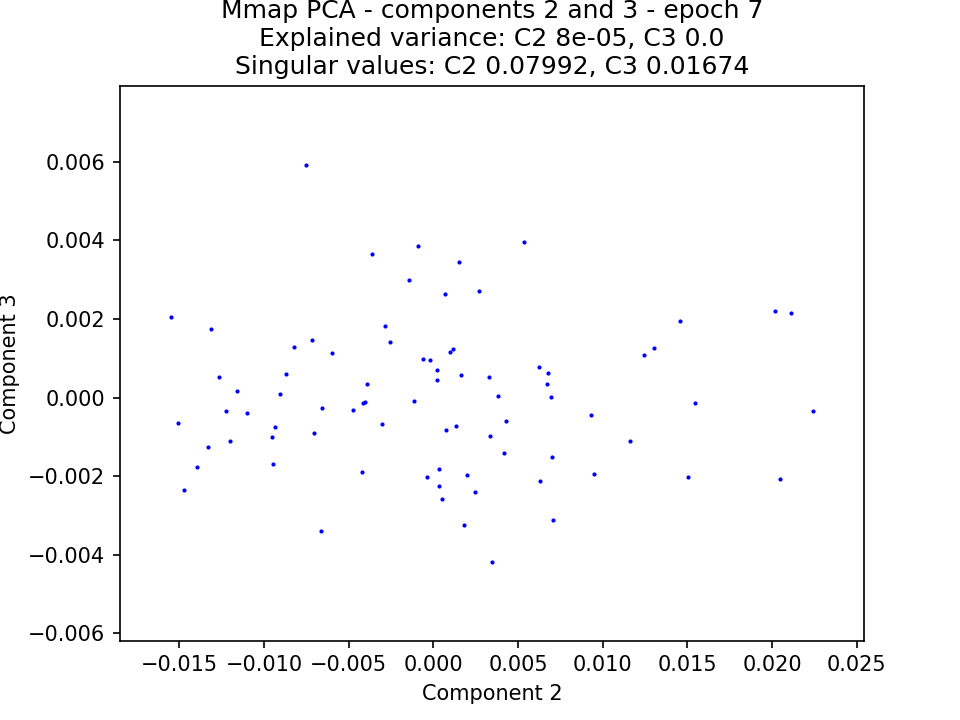 Mmap PCA - components 2 and 3 - epoch 7
Explained variance: C2 8e-05, C3 0.0
Singular values: C2 0.07992, C3 0.01674
0.006
0.004
0.002
0.000
−0.002
−0.004
−0.006
Component 3
−0.015 −0.010 −0.005 0.000 0.005 0.010 0.015 0.020 0.025
Component 2